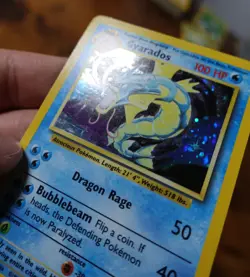 Gyarados
100 HP
Atrocious Pokémon. Length: 21' 4" Weight: 518 lbs.
Dragon Rage
50
Bubblebeam Flip a coin. If
heads, the Defending Pokémon
is now Paralyzed.
40
resistance